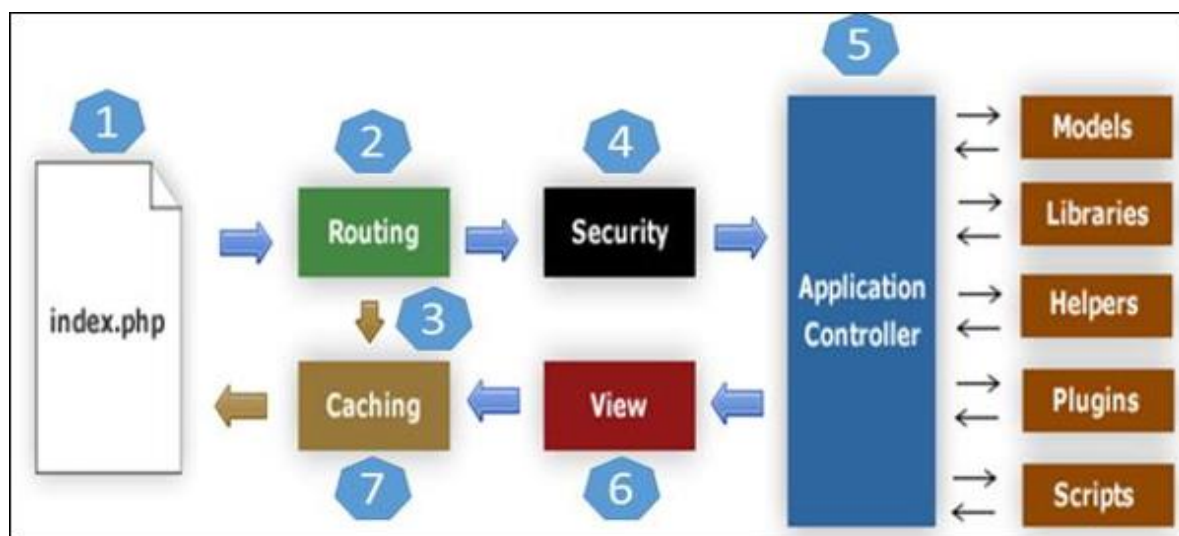 5
1
2
4
Models
Routing
Security
Libraries
index.php
3
Application
Controller
Helpers
Caching
View
Plugins
7
6
Scripts